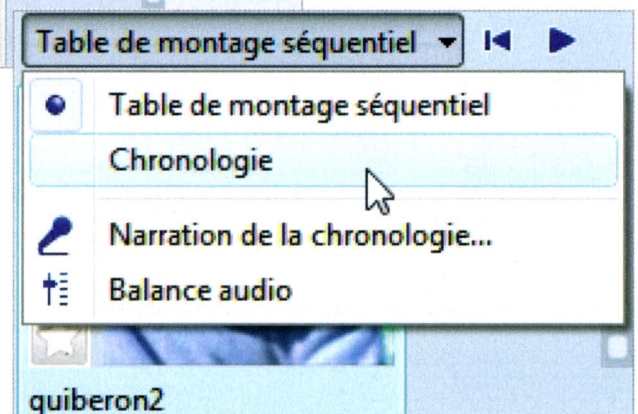 Table de montage séquentiel
Table de montage séquentiel
Chronologie
Narration de la chronologie...
Balance audio
quiberon2